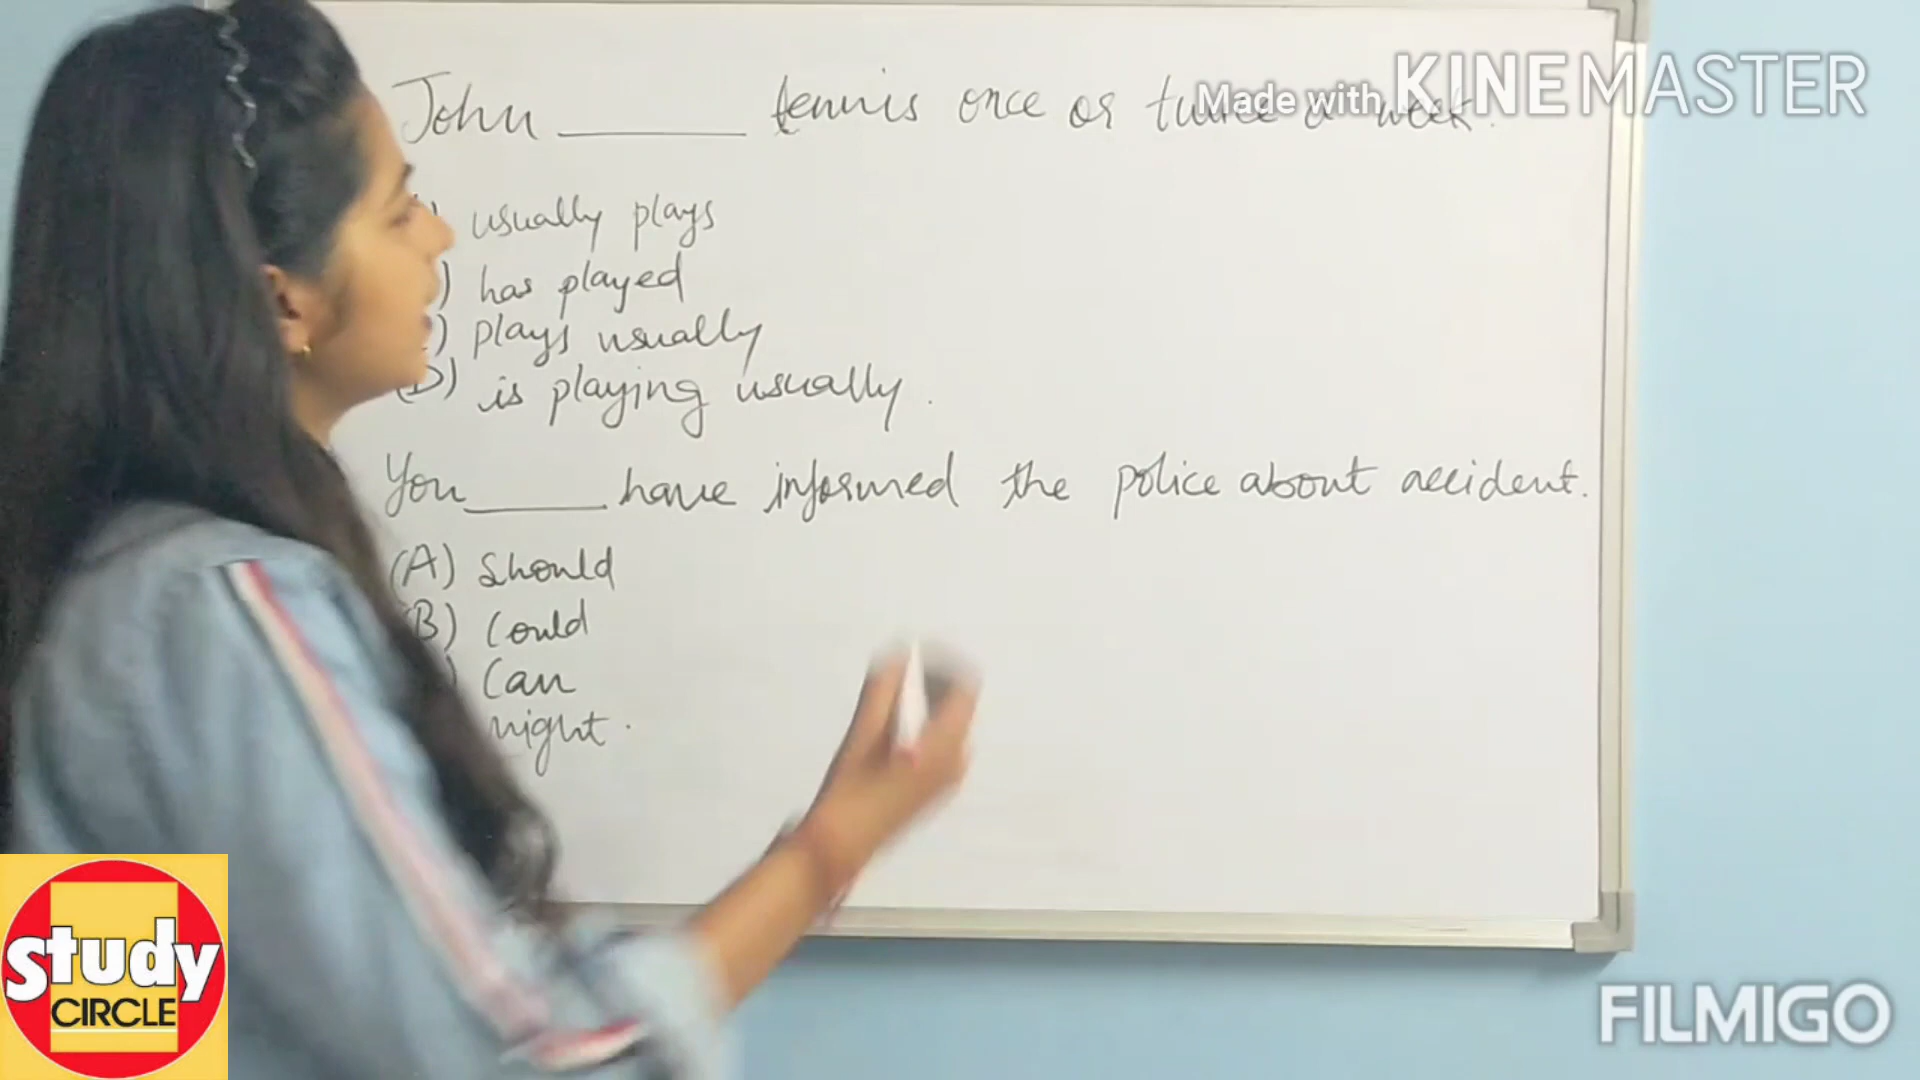 John ______ tennis once or twice a week.
Made with KINEMASTER
) usually plays
) has played
) plays usually
(D) is playing usually.
You ______ have informed the police about accident.
(A) should
(B) Could
) Can
might.
study
CIRCLE
FILMIGO